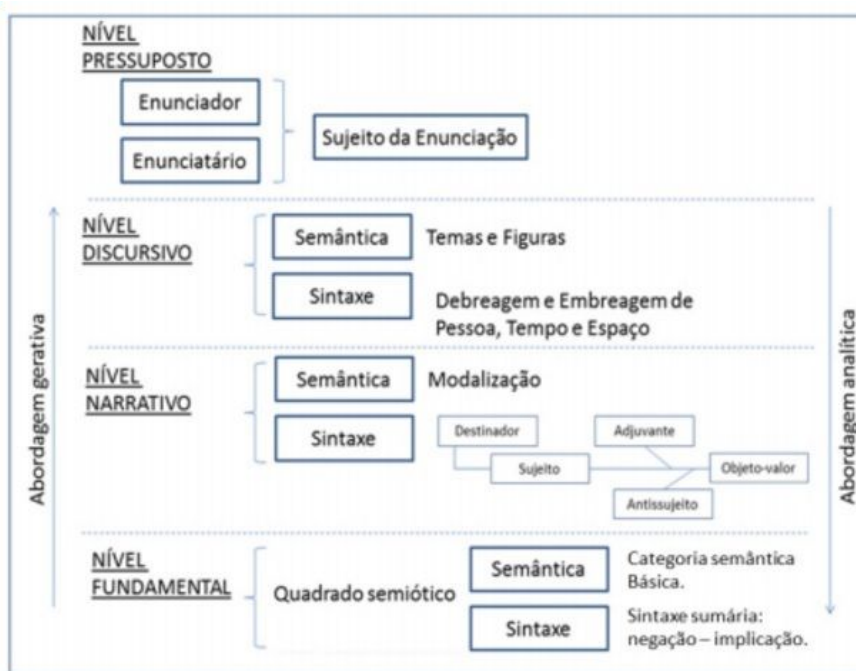 NÍVEL
PRESSUPOSTO
Enunciador
Enunciatário
Sujeito da Enunciação
Abordagem gerativa
Abordagem analítica
NÍVEL
DISCURSIVO
Semântica
Temas e Figuras
Sintaxe
Debreagem e Embreagem de
Pessoa, Tempo e Espaço
NÍVEL
NARRATIVO
Semântica
Modalização
Sintaxe
Destinador
Adjuvante
Sujeito
Objeto-valor
Antissujeito
NÍVEL
FUNDAMENTAL
Quadrado semiótico
Semântica
Categoria semântica
Básica.
Sintaxe
Sintaxe sumária:
negação – implicação.